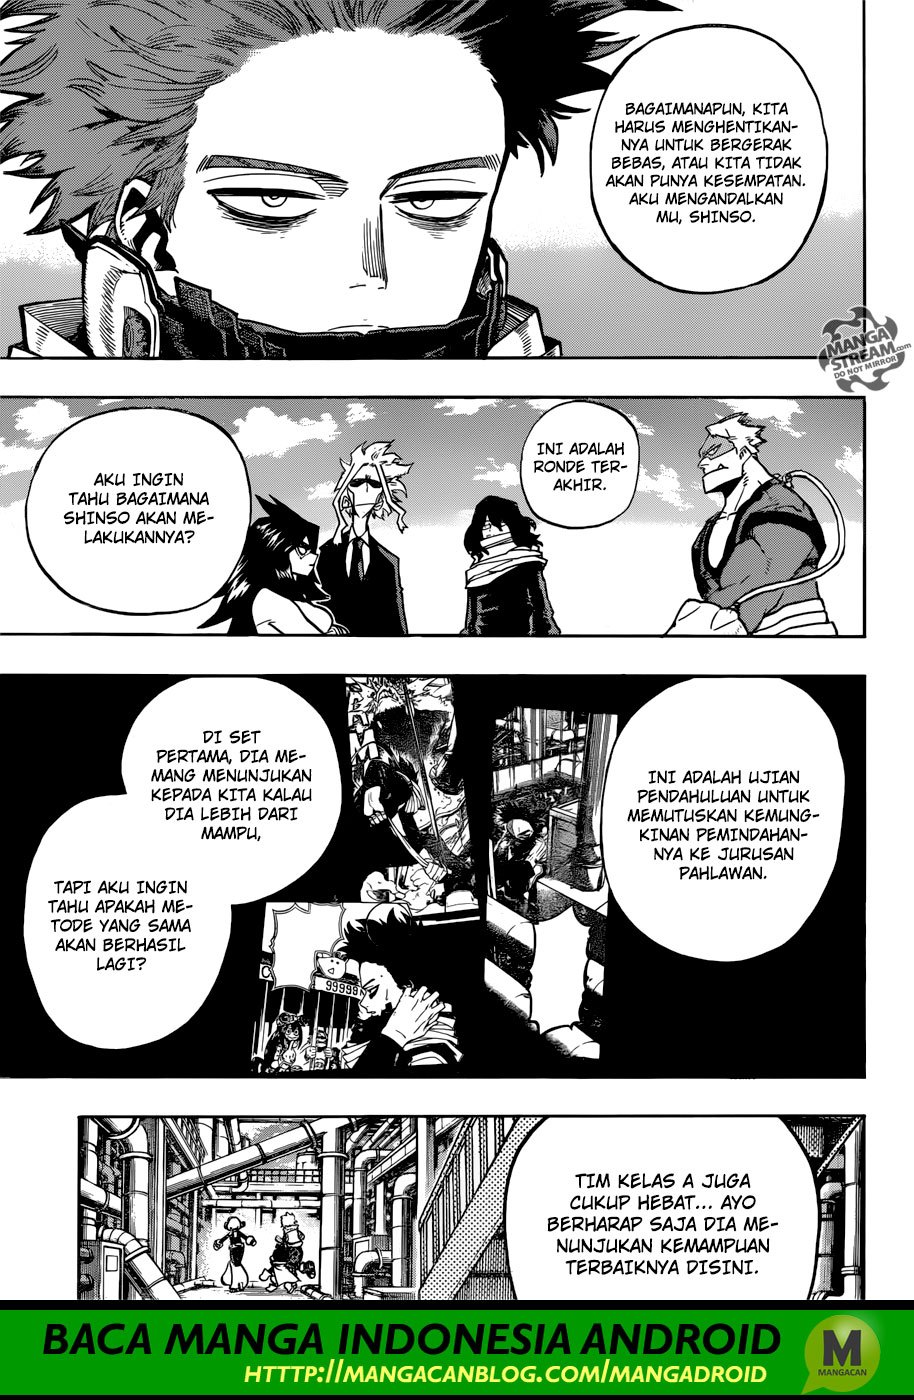 BAGAIMANAPUN, KITA
HARUS MENGHENTIKAN-
NYA UNTUK BERGERAK
BEBAS, ATAU KITA TIDAK
AKAN PUNYA KESEMPATAN.
AKU MENGANDALKAN
MU, SHINSO.
MANGA
STREAM.com
DO NOT MIRROR
INI ADALAH
RONDE TER-
AKHIR.
AKU INGIN
TAHU BAGAIMANA
SHINSO AKAN ME-
LAKUKANNYA?
INI ADALAH UJIAN
PENDAHULUAN UNTUK
MEMUTUSKAN KEMUNG-
KINAN PEMINDAHAN-
NYA KE JURUSAN
PAHLAWAN.
DI SET
PERTAMA, DIA ME-
MANG MENUNJUKAN
KEPADA KITA KALAU
DIA LEBIH DARI
MAMPU,
TAPI AKU INGIN
TAHU APAKAH ME-
TODE YANG SAMA
AKAN BERHASIL
LAGI?
99998
TIM KELAS A JUGA
CUKUP HEBAT... AYO
BERHARAP SAJA DIA ME-
NUNJUKAN KEMAMPUAN
TERBAIKNYA DISINI.
BACA MANGA INDONESIA ANDROID
HTTTP://MANGACANBLOG.COM/MANGADROID
M
MANGACAN